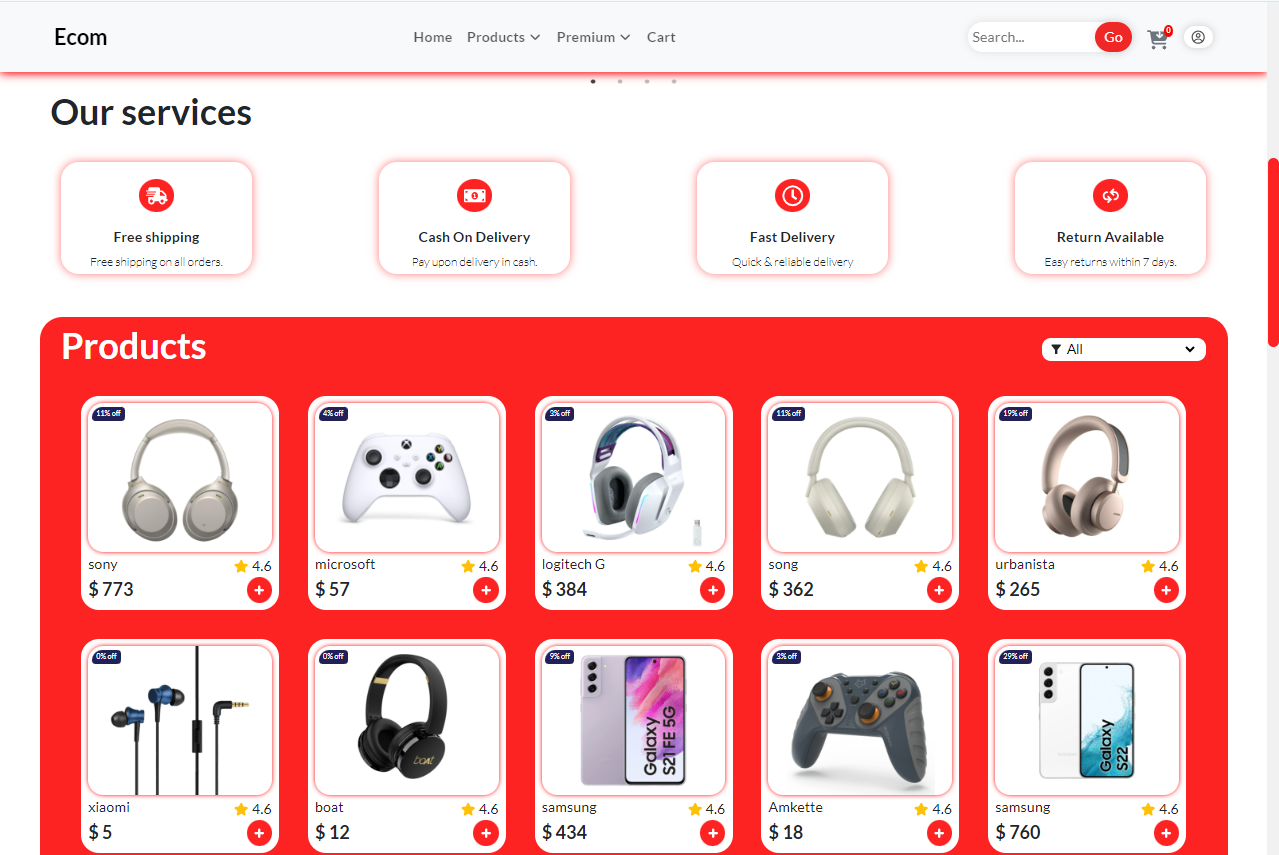 Ecom
Home Products Premium Cart
Search... Go 0
Our services
Free shipping
Free shipping on all orders.
Cash On Delivery
Pay upon delivery in cash.
Fast Delivery
Quick & reliable delivery
Return Available
Easy returns within 7 days.
Products
All
11% off
sony 4.6
$ 773
4% off
microsoft 4.6
$ 57
3% off
logitech G 4.6
$ 384
11% off
song 4.6
$ 362
19% off
urbanista 4.6
$ 265
0% off
xiaomi 4.6
$ 5
0% off
boat
boat 4.6
$ 12
9% off
Galaxy
S21 FE 5G
samsung 4.6
$ 434
3% off
Amkette 4.6
$ 18
29% off
Galaxy
S22
samsung 4.6
$ 760